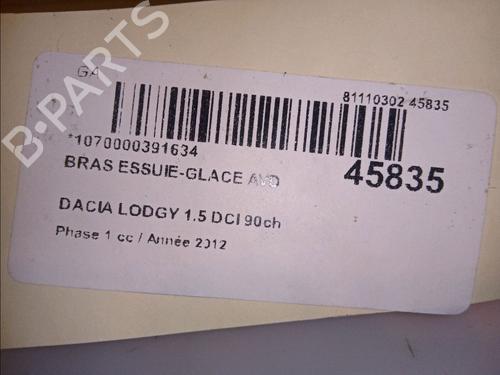 GA
81110302 45835
*1070000391634
45835
BRAS ESSUIE-GLACE AVD
DACIA LODGY 1.5 DCI 90ch
Phase 1 cc / Année 2012
B-PARTS